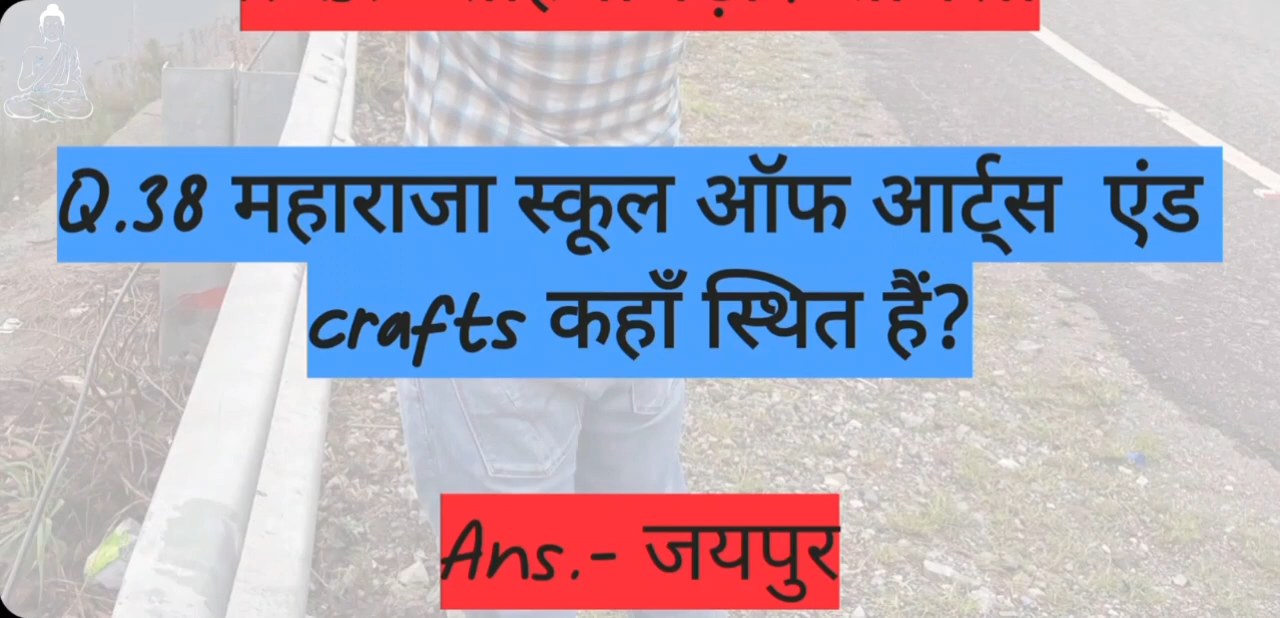 Q.38 महाराजा स्कूल ऑफ आर्ट्स एंड
crafts कहाँ स्थित हैं?
Ans.- जयपुर